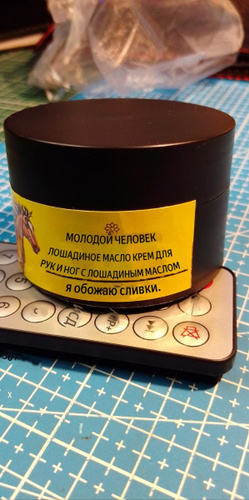 МОЛОДОЙ ЧЕЛОВЕК
ЛОШАДИНОЕ МАСЛО КРЕМ ДЛЯ
РУК И НОГ С ЛОШАДИНЫМ МАСЛОМ
я обожаю сливки.